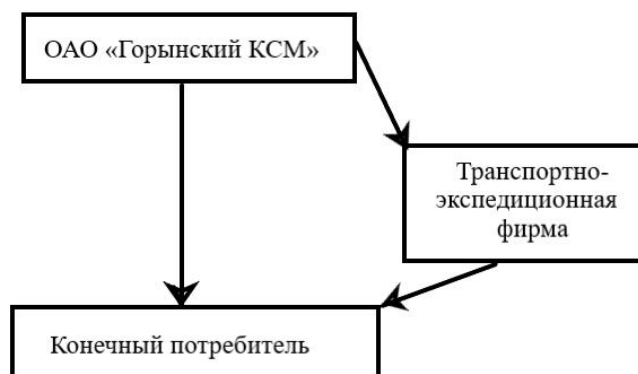 ОАО «Горынский КСМ»
Транспортно-
экспедиционная
фирма
Конечный потребитель